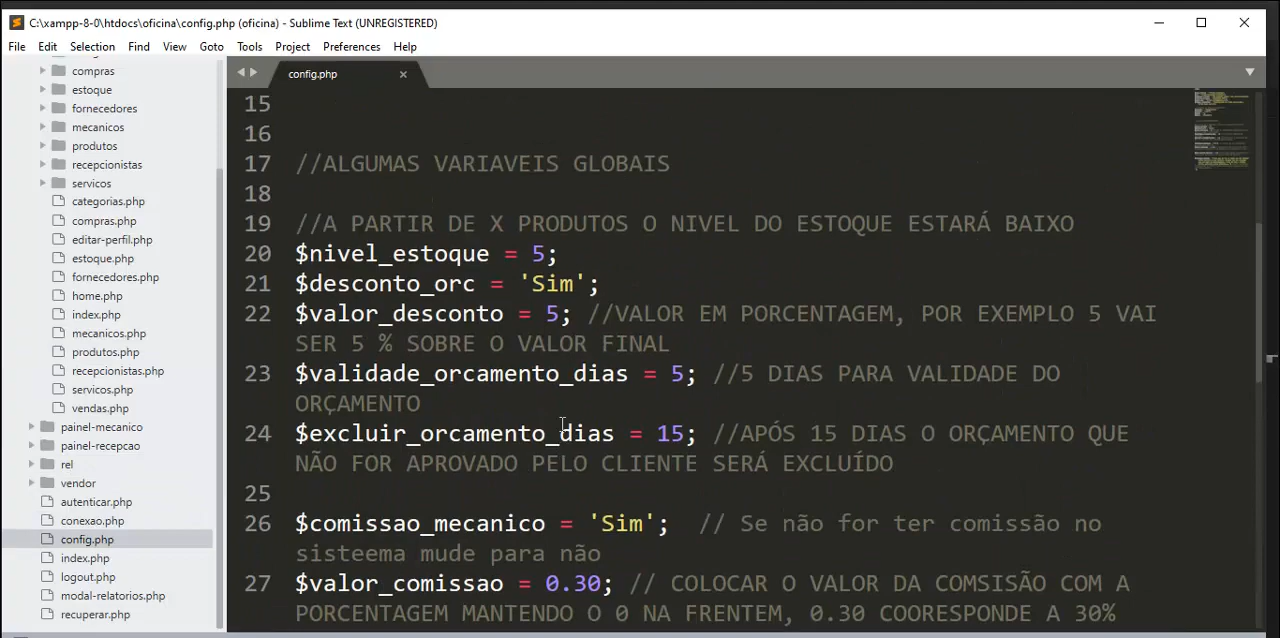 C:\xampp-8-0\htdocs\oficina\config.php (oficina) - Sublime Text (UNREGISTERED)
File Edit Selection Find View Goto Tools Project Preferences Help
compras
estoque
fornecedores
mecanicos
produtos
recepcionistas
servicos
categorias.php
compras.php
editar-perfil.php
estoque.php
fornecedores.php
home.php
index.php
mecanicos.php
produtos.php
recepcionistas.php
servicos.php
vendas.php
painel-mecanico
painel-recepcao
rel
vendor
autenticar.php
conexao.php
config.php
index.php
logout.php
modal-relatorios.php
recuperar.php
config.php
15
16
17 //ALGUMAS VARIAVEIS GLOBAIS
18
19 //A PARTIR DE X PRODUTOS O NIVEL DO ESTOQUE ESTARÁ BAIXO
20 $nivel_estoque = 5;
21 $desconto_orc = 'Sim';
22 $valor_desconto = 5; //VALOR EM PORCENTAGEM, POR EXEMPLO 5 VAI
SER 5 % SOBRE O VALOR FINAL
23 $validade_orcamento_dias = 5; //5 DIAS PARA VALIDADE DO
ORÇAMENTO
24 $excluir_orcamento_dias = 15; //APÓS 15 DIAS O ORÇAMENTO QUE
NÃO FOR APROVADO PELO CLIENTE SERÁ EXCLUÍDO
25
26 $comissao_mecanico = 'Sim'; // Se não for ter comissão no
sisteema mude para não
27 $valor_comissao = 0.30; // COLOCAR O VALOR DA COMSISÃO COM A
PORCENTAGEM MANTENDO O 0 NA FRENTEM, 0.30 COORESPONDE A 30%